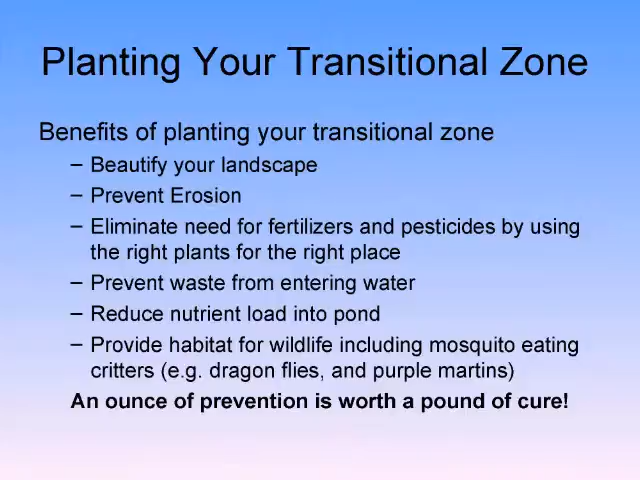 Planting Your Transitional Zone
Benefits of planting your transitional zone
– Beautify your landscape
– Prevent Erosion
– Eliminate need for fertilizers and pesticides by using
the right plants for the right place
– Prevent waste from entering water
– Reduce nutrient load into pond
– Provide habitat for wildlife including mosquito eating
critters (e.g. dragon flies, and purple martins)
An ounce of prevention is worth a pound of cure!